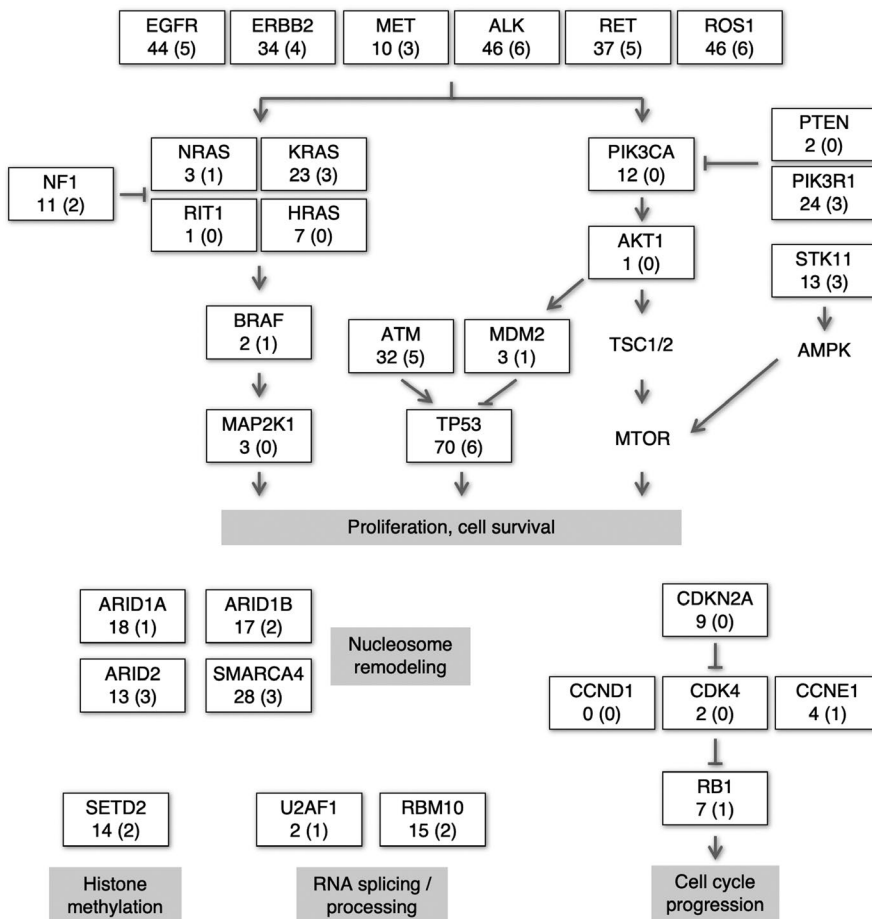 EGFR
44 (5)
ERBB2
34 (4)
MET
10 (3)
ALK
46 (6)
RET
37 (5)
ROS1
46 (6)
NF1
11 (2)
NRAS
3 (1)
KRAS
23 (3)
RIT1
1 (0)
HRAS
7 (0)
PIK3CA
12 (0)
PTEN
2 (0)
PIK3R1
24 (3)
AKT1
1 (0)
STK11
13 (3)
BRAF
2 (1)
ATM
32 (5)
MDM2
3 (1)
TSC1/2
AMPK
MAP2K1
3 (0)
TP53
70 (6)
MTOR
Proliferation, cell survival
ARID1A
18 (1)
ARID1B
17 (2)
ARID2
13 (3)
SMARCA4
28 (3)
Nucleosome
remodeling
CDKN2A
9 (0)
CCND1
0 (0)
CDK4
2 (0)
CCNE1
4 (1)
RB1
7 (1)
SETD2
14 (2)
U2AF1
2 (1)
RBM10
15 (2)
Histone
methylation
RNA splicing /
processing
Cell cycle
progression